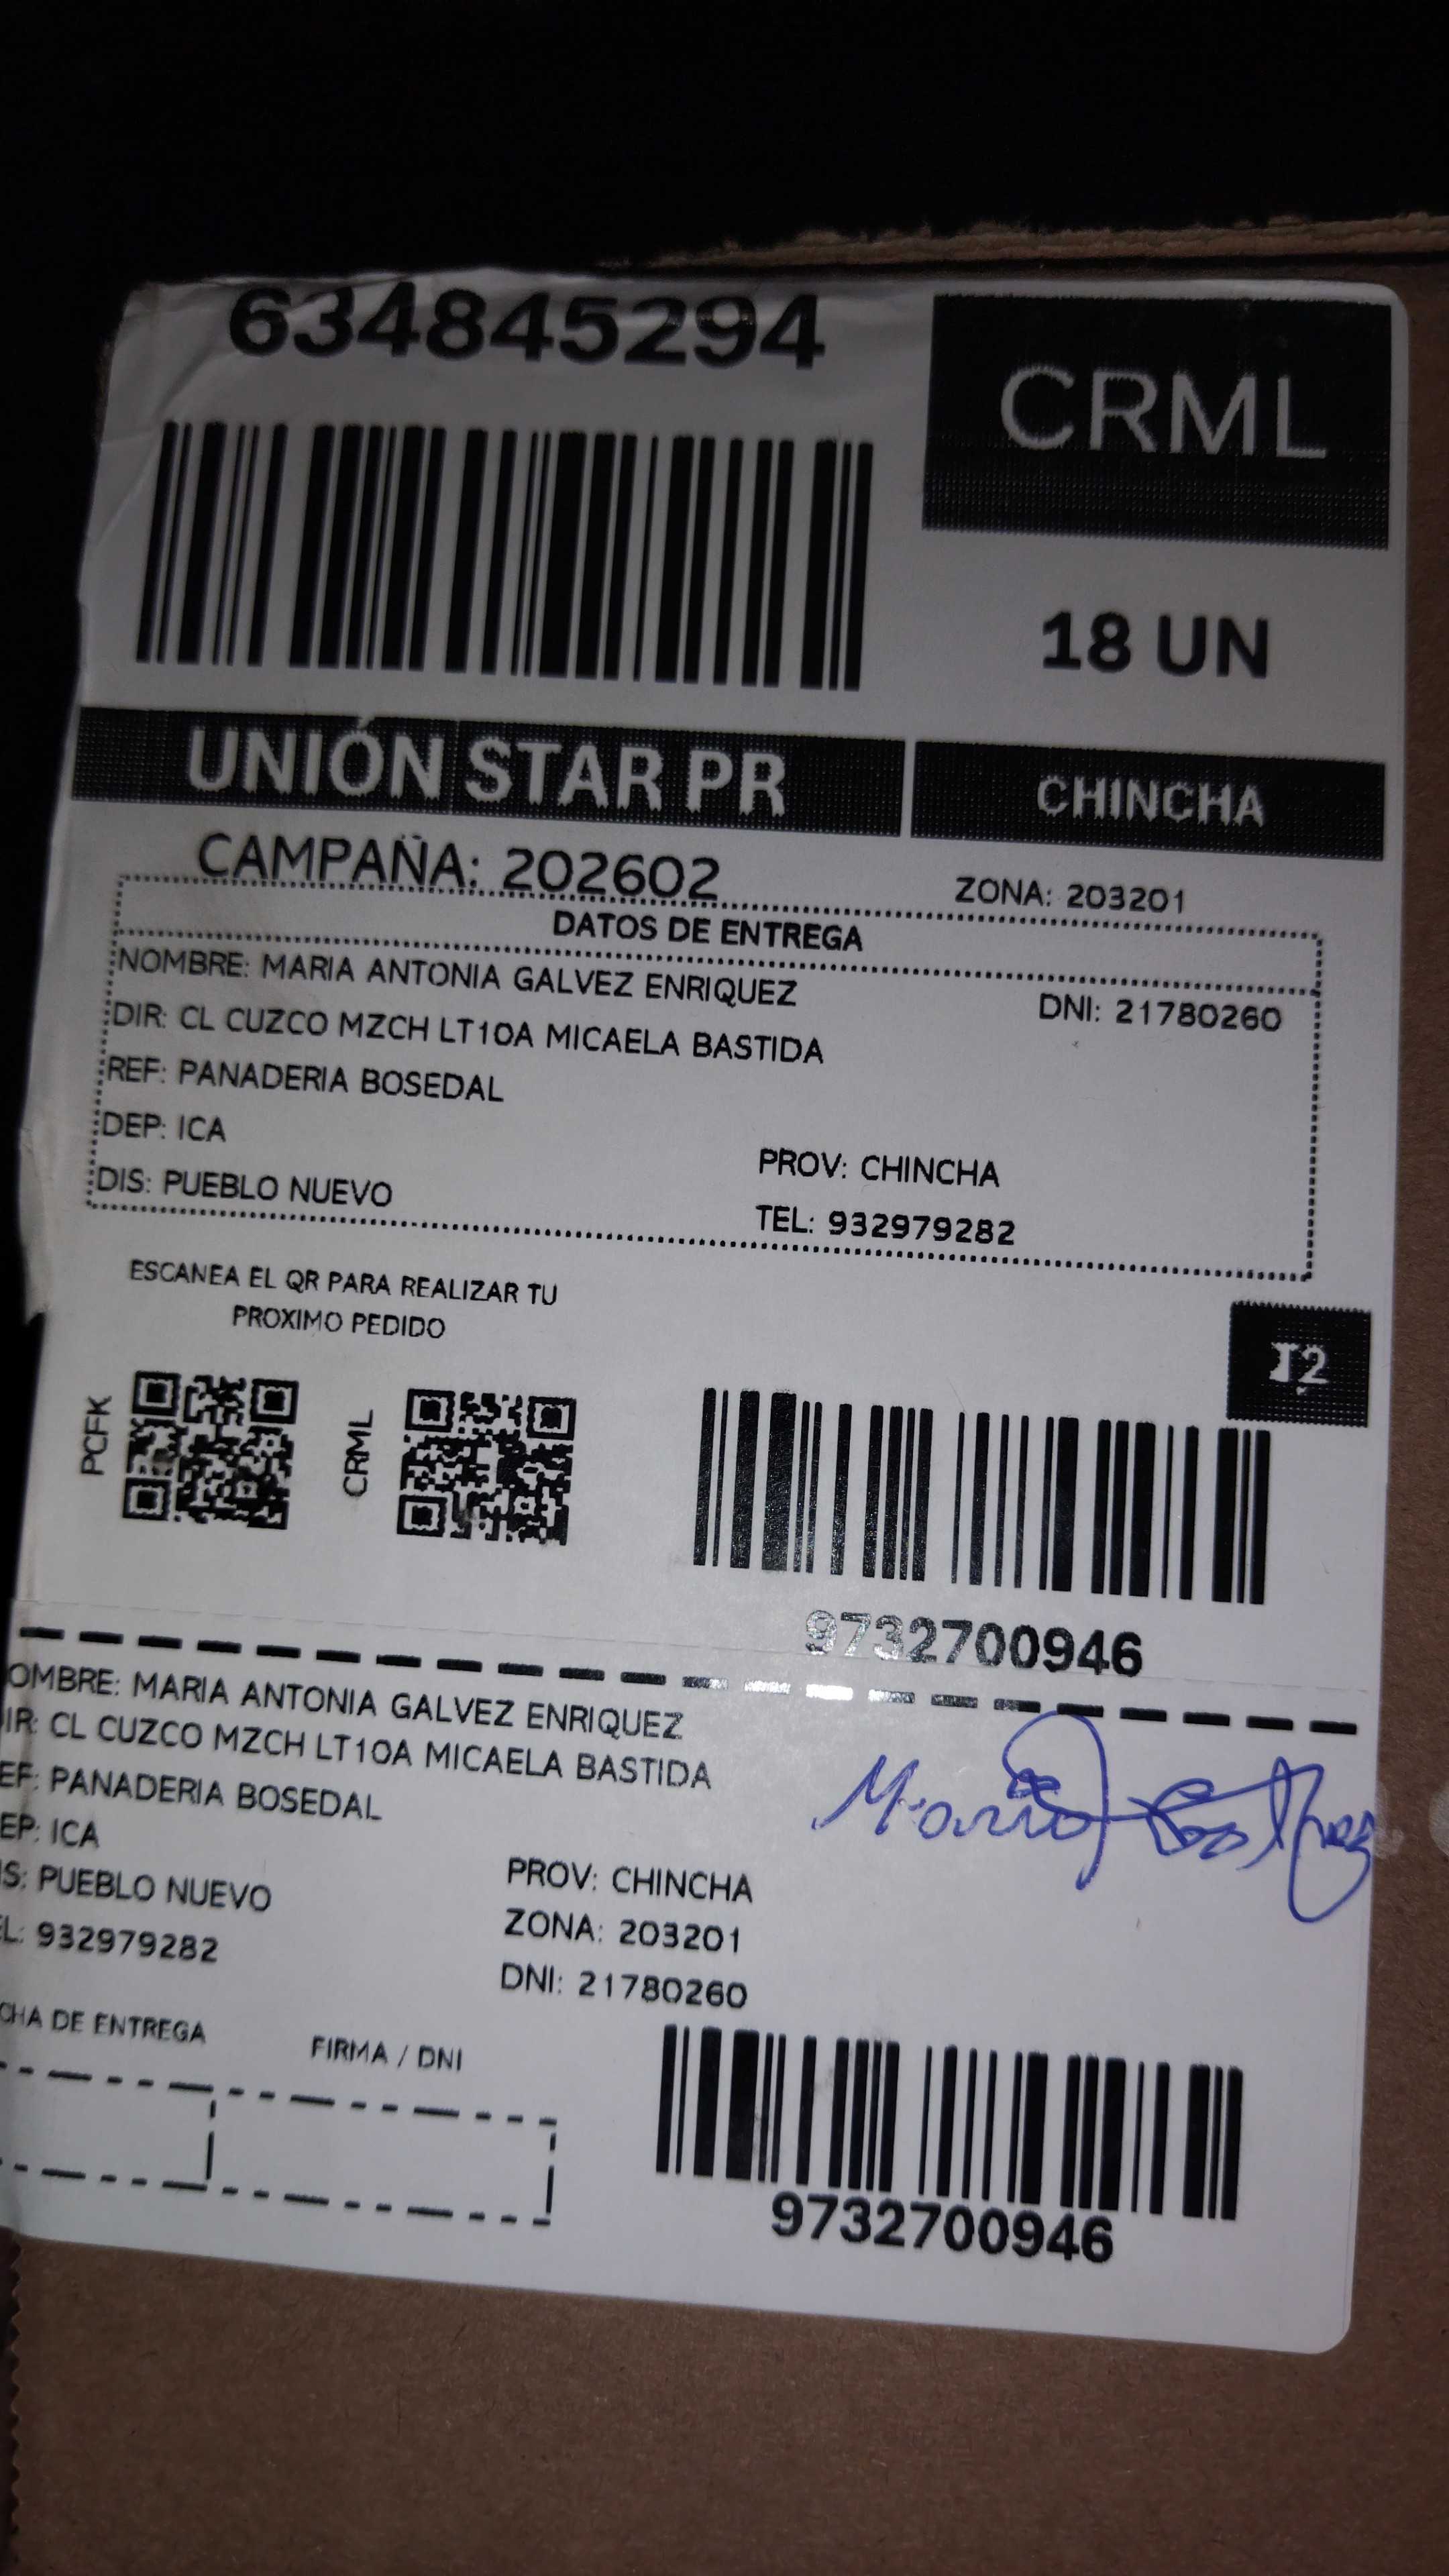 634845294
CRML
18 UN
UNIÓN STAR PR
CHINCHA
CAMPAÑA: 202602
ZONA: 203201
DATOS DE ENTREGA
NOMBRE: MARIA ANTONIA GALVEZ ENRIQUEZ
DNI: 21780260
DIR: CL CUZCO MZCH LT10A MICAELA BASTIDA
REF: PANADERIA BOSEDAL
DEP: ICA
PROV: CHINCHA
DIS: PUEBLO NUEVO
TEL: 932979282
ESCANEA EL QR PARA REALIZAR TU
PROXIMO PEDIDO
PCFK
CRML
9732700946
OMBRE: MARIA ANTONIA GALVEZ ENRIQUEZ
IR: CL CUZCO MZCH LT10A MICAELA BASTIDA
EF: PANADERIA BOSEDAL
EP: ICA
IS: PUEBLO NUEVO
PROV: CHINCHA
EL: 932979282
ZONA: 203201
DNI: 21780260
CHA DE ENTREGA
FIRMA / DNI
9732700946